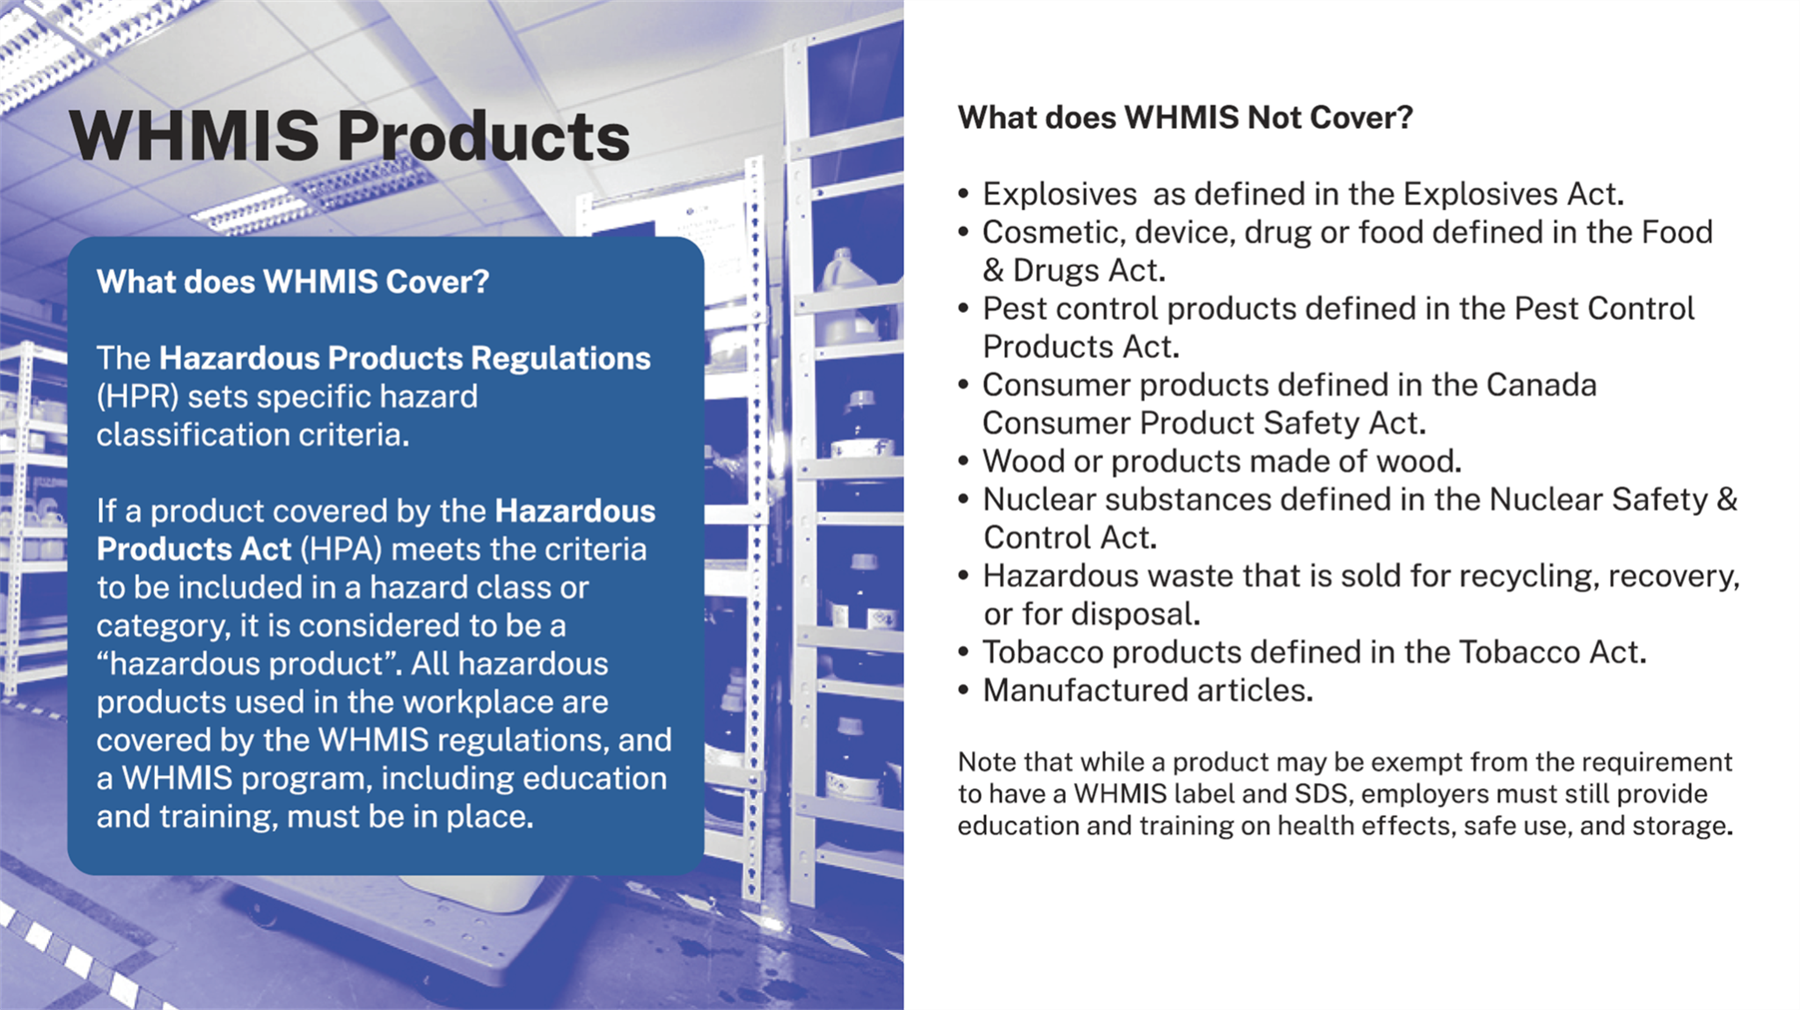 WHMIS Products
What does WHMIS Cover?
The Hazardous Products Regulations
(HPR) sets specific hazard
classification criteria.
If a product covered by the Hazardous
Products Act (HPA) meets the criteria
to be included in a hazard class or
category, it is considered to be a
“hazardous product”. All hazardous
products used in the workplace are
covered by the WHMIS regulations, and
a WHMIS program, including education
and training, must be in place.
What does WHMIS Not Cover?
• Explosives  as defined in the Explosives Act.
• Cosmetic, device, drug or food defined in the Food
& Drugs Act.
• Pest control products defined in the Pest Control
Products Act.
• Consumer products defined in the Canada
Consumer Product Safety Act.
• Wood or products made of wood.
• Nuclear substances defined in the Nuclear Safety &
Control Act.
• Hazardous waste that is sold for recycling, recovery,
or for disposal.
• Tobacco products defined in the Tobacco Act.
• Manufactured articles.
Note that while a product may be exempt from the requirement
to have a WHMIS label and SDS, employers must still provide
education and training on health effects, safe use, and storage.